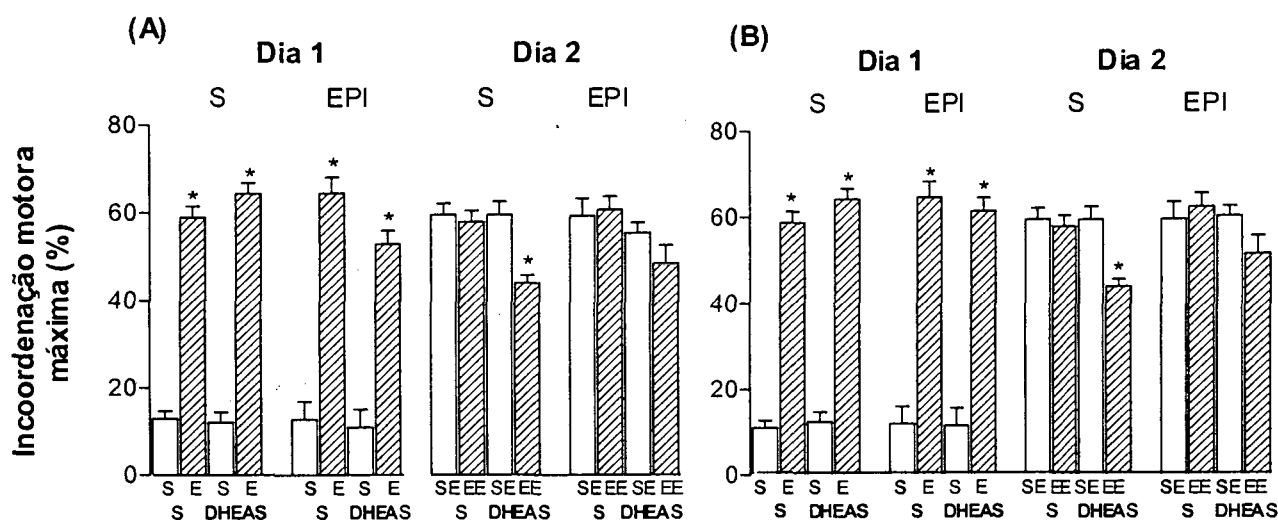 (A)
Dia 1 Dia 2
S EPI S EPI
Incoordenação motora
máxima (%)
80
60
40
20
0
* * * * *
S E S E S E S E SE EE SE EE SE EE SE EE
S DHEAS S DHEAS S DHEAS S DHEAS
(B)
Dia 1 Dia 2
S EPI S EPI
80
60
40
20
0
* * * * *
S E S E S E S E SE EE SE EE SE EE SE EE
S DHEAS S DHEAS S DHEAS S DHEAS